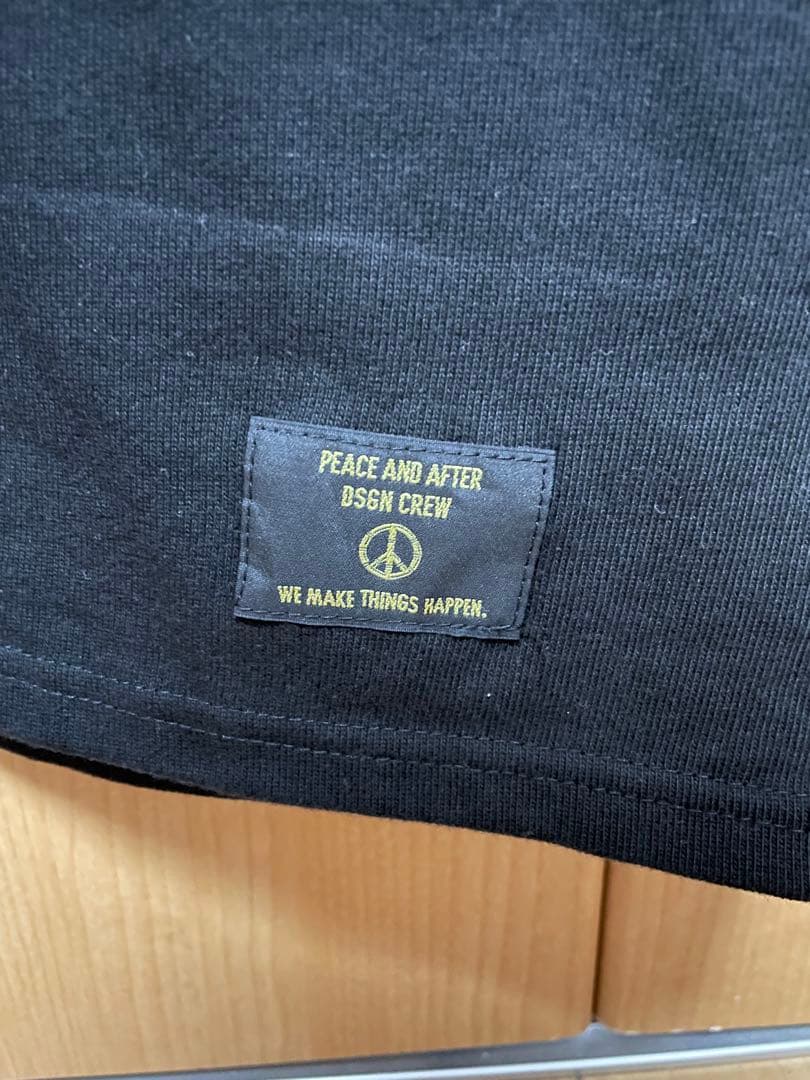 PEACE AND AFTER
DSGN CREW
WE MAKE THINGS HAPPEN.